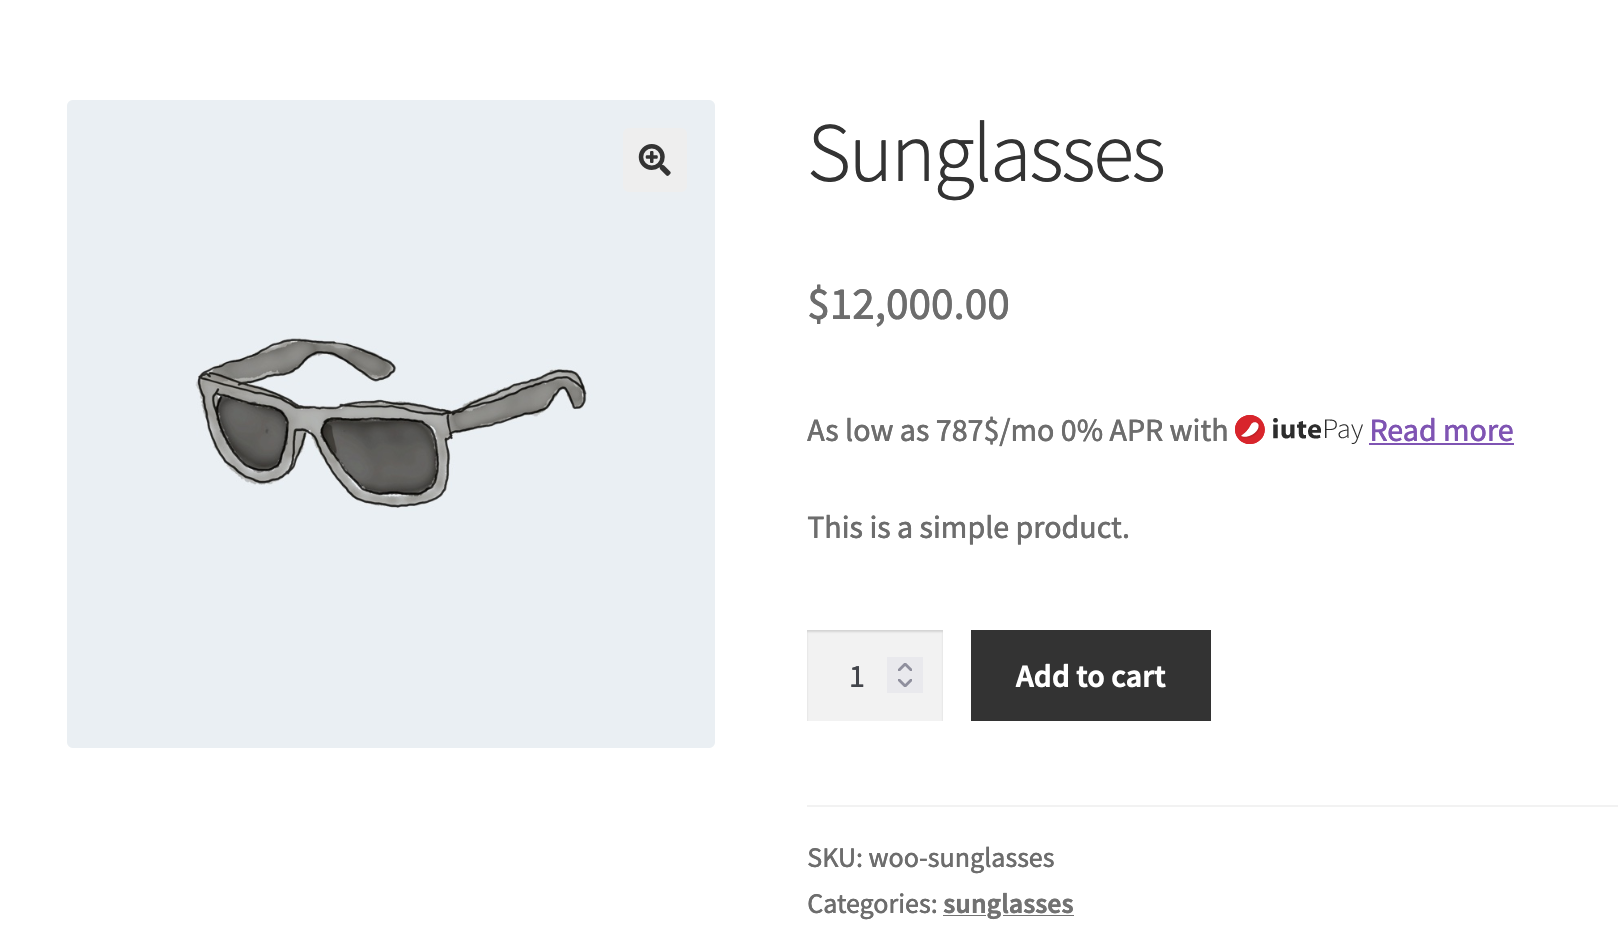 Sunglasses
$12,000.00
As low as 787$/mo 0% APR with iutePay Read more
This is a simple product.
1
Add to cart
SKU: woo-sunglasses
Categories: sunglasses